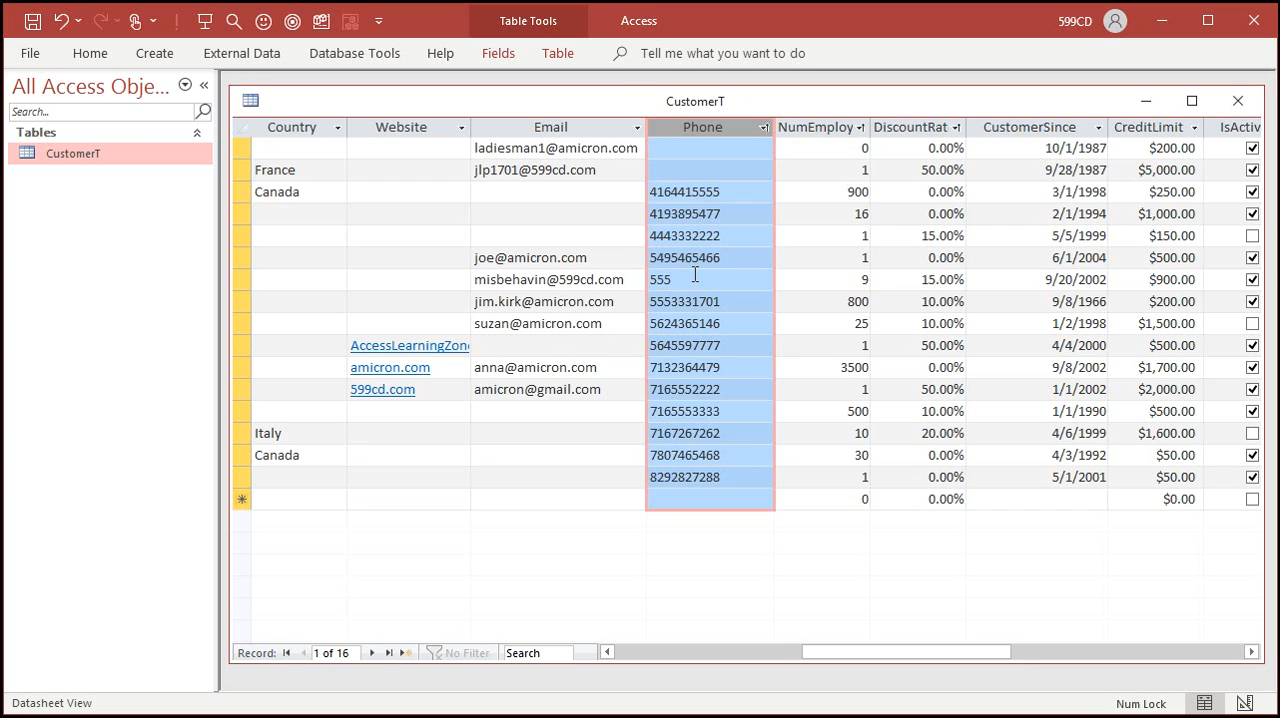 Table Tools
Access
599CD
File Home Create External Data Database Tools Help Fields Table Tell me what you want to do
All Access Obje...
Search...
Tables
CustomerT
CustomerT
Country Website Email Phone NumEmploy DiscountRat CustomerSince CreditLimit IsActiv
ladiesman1@amicron.com 0 0.00% 10/1/1987 $200.00
France jlp1701@599cd.com 1 50.00% 9/28/1987 $5,000.00
Canada 4164415555 900 0.00% 3/1/1998 $250.00
4193895477 16 0.00% 2/1/1994 $1,000.00
4443332222 1 15.00% 5/5/1999 $150.00
joe@amicron.com 5495465466 1 0.00% 6/1/2004 $500.00
misbehavin@599cd.com 555 9 15.00% 9/20/2002 $900.00
jim.kirk@amicron.com 5553331701 800 10.00% 9/8/1966 $200.00
suzan@amicron.com 5624365146 25 10.00% 1/2/1998 $1,500.00
AccessLearningZone 5645597777 1 50.00% 4/4/2000 $500.00
amicron.com anna@amicron.com 7132364479 3500 0.00% 9/8/2002 $1,700.00
599cd.com amicron@gmail.com 7165552222 1 50.00% 1/1/2002 $2,000.00
7165553333 500 10.00% 1/1/1990 $500.00
Italy 7167267262 10 20.00% 4/6/1999 $1,600.00
Canada 7807465468 30 0.00% 4/3/1992 $50.00
8292827288 1 0.00% 5/1/2001 $50.00
0 0.00% $0.00
Record: 1 of 16 No Filter Search
Datasheet View Num Lock